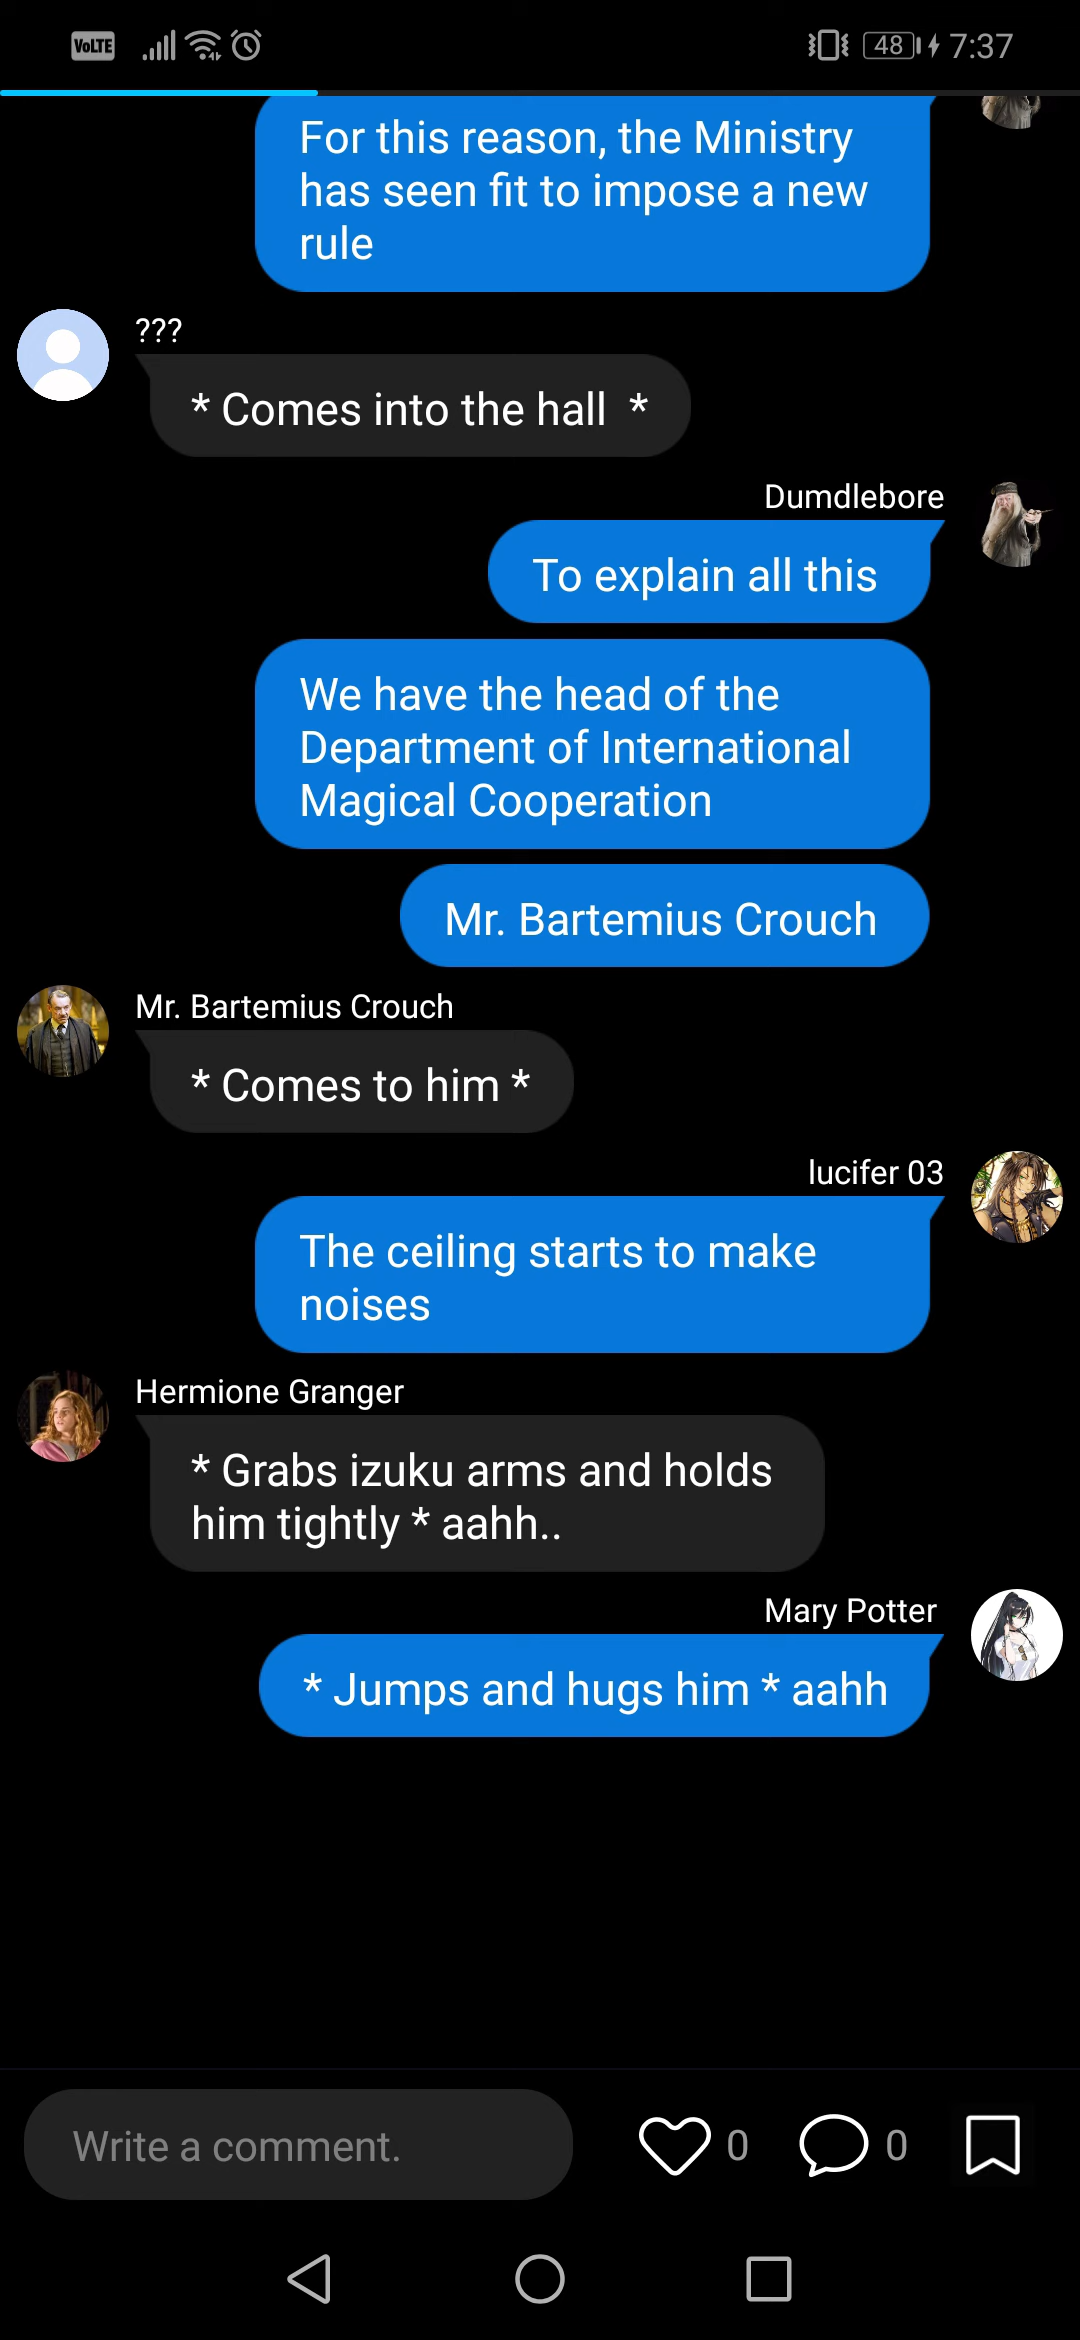 VoLTE 48 7:37
For this reason, the Ministry
has seen fit to impose a new
rule
???
* Comes into the hall  *
Dumdlebore
To explain all this
We have the head of the
Department of International
Magical Cooperation
Mr. Bartemius Crouch
Mr. Bartemius Crouch
* Comes to him *
lucifer 03
The ceiling starts to make
noises
Hermione Granger
* Grabs izuku arms and holds
him tightly * aahh..
Mary Potter
* Jumps and hugs him * aahh
Write a comment. 0 0